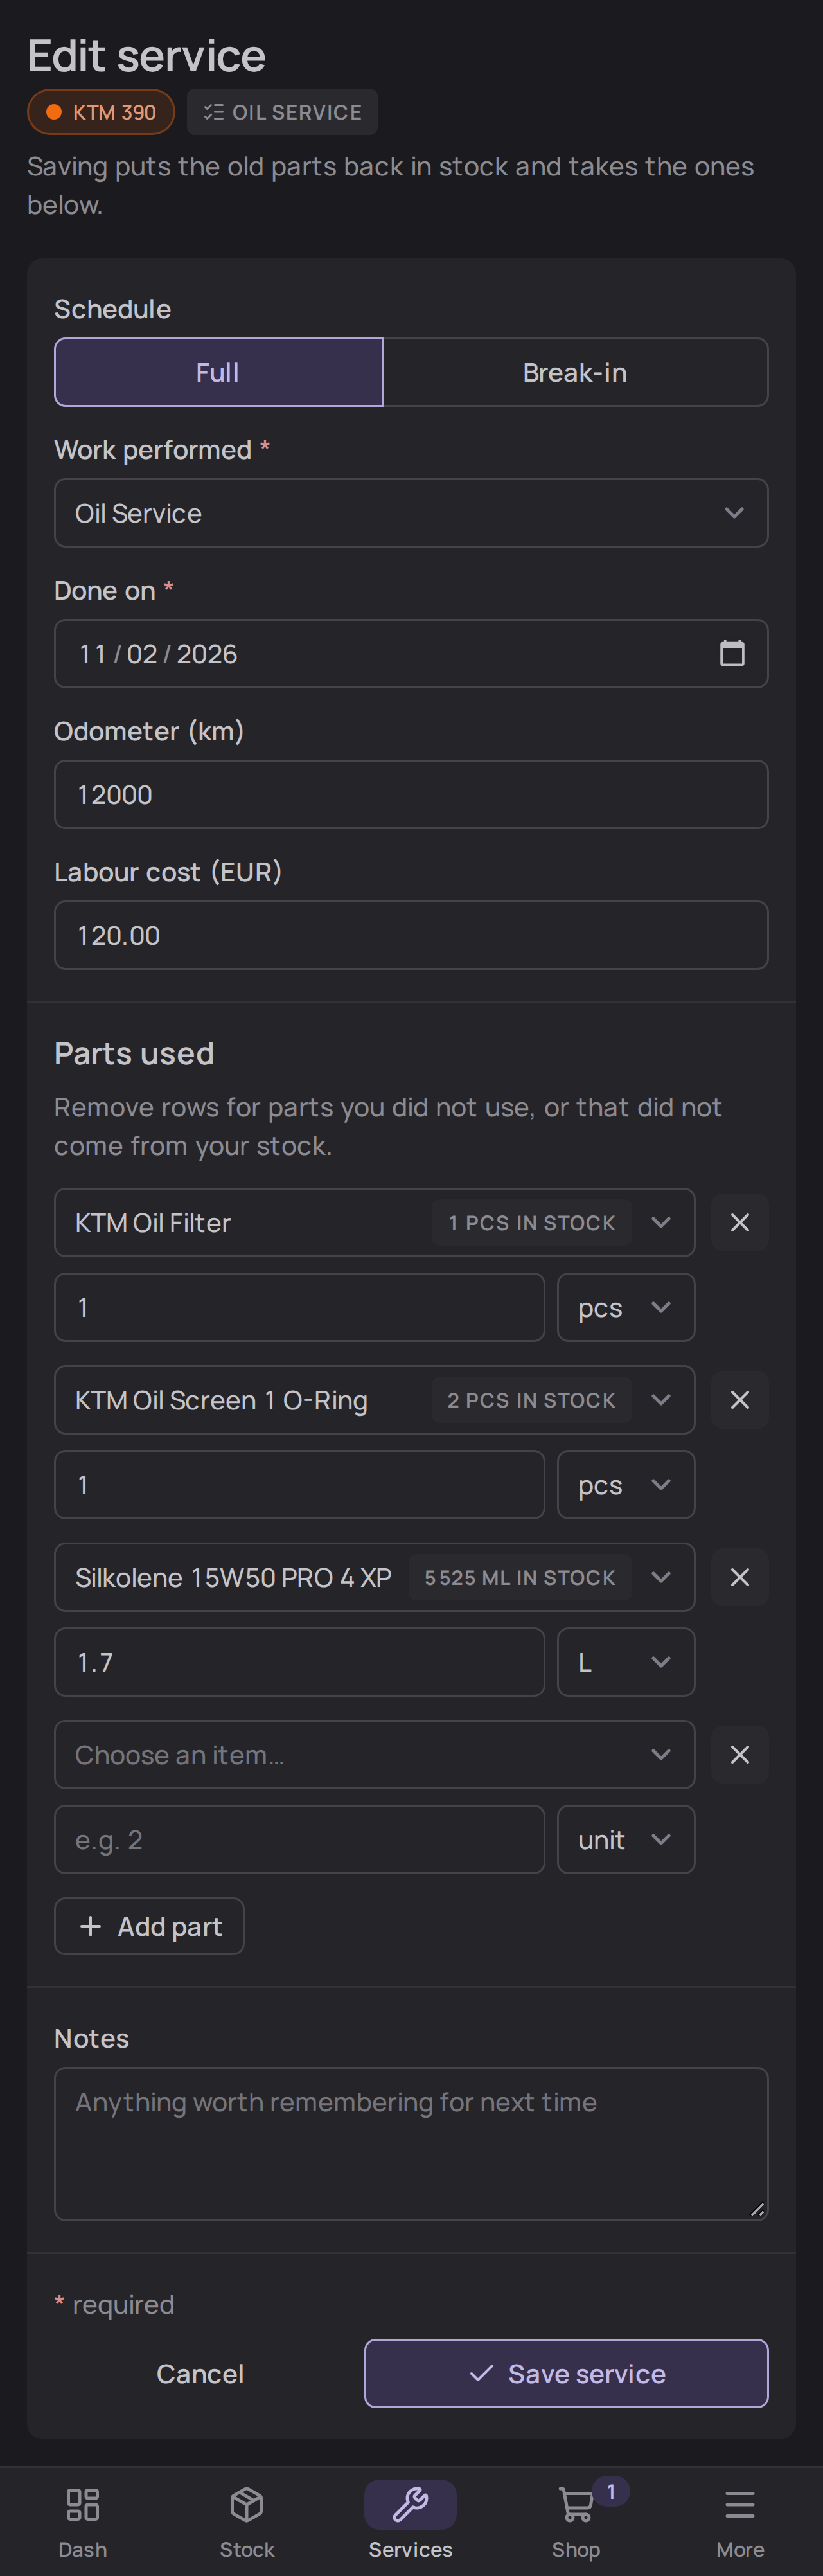 Edit service
KTM 390
OIL SERVICE
Saving puts the old parts back in stock and takes the ones
below.
Schedule
Full
Break-in
Work performed *
Oil Service
Done on *
11/02/2026
Odometer (km)
12000
Labour cost (EUR)
120.00
Parts used
Remove rows for parts you did not use, or that did not
come from your stock.
KTM Oil Filter
1 PCS IN STOCK
1
pcs
KTM Oil Screen 1 O-Ring
2 PCS IN STOCK
1
pcs
Silkolene 15W50 PRO 4 XP
5525 ML IN STOCK
1.7
L
Choose an item…
e.g. 2
unit
Add part
Notes
Anything worth remembering for next time
* required
Cancel
Save service
1
Dash
Stock
Services
Shop
More